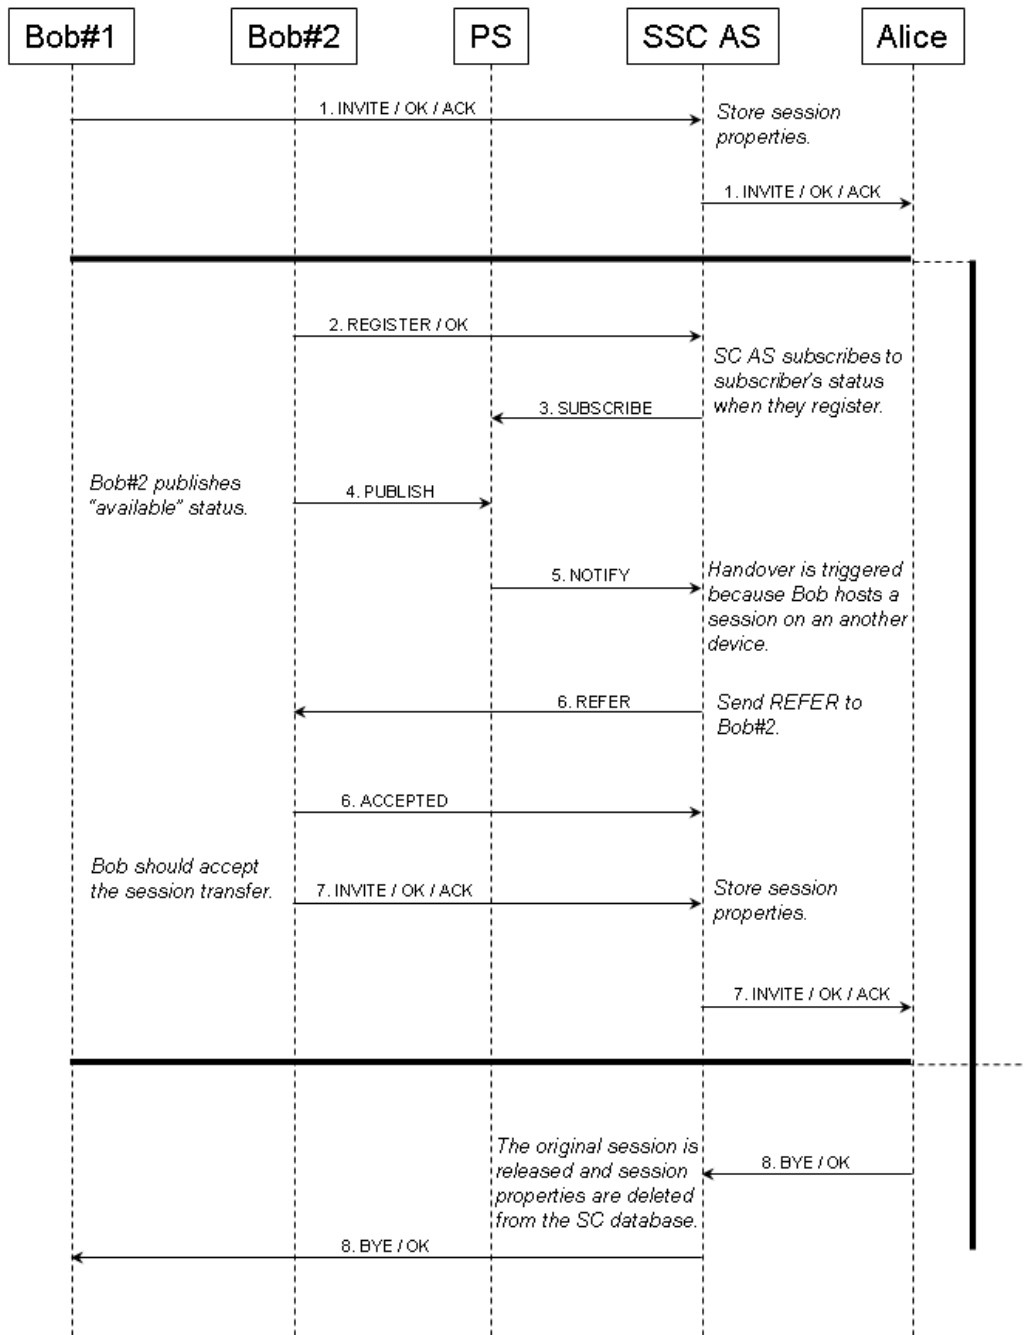 Bob#1
Bob#2
PS
SSC AS
Alice
1. INVITE / OK / ACK
Store session
properties.
1. INVITE / OK / ACK
2. REGISTER / OK
SC AS subscribes to
subscriber's status
when they register.
3. SUBSCRIBE
Bob#2 publishes
“available” status.
4. PUBLISH
5. NOTIFY
Handover is triggered
because Bob hosts a
session on an another
device.
6. REFER
Send REFER to
Bob#2.
6. ACCEPTED
Bob should accept
the session transfer.
7. INVITE / OK / ACK
Store session
properties.
7. INVITE / OK / ACK
The original session is
released and session
properties are deleted
from the SC database.
8. BYE / OK
8. BYE / OK